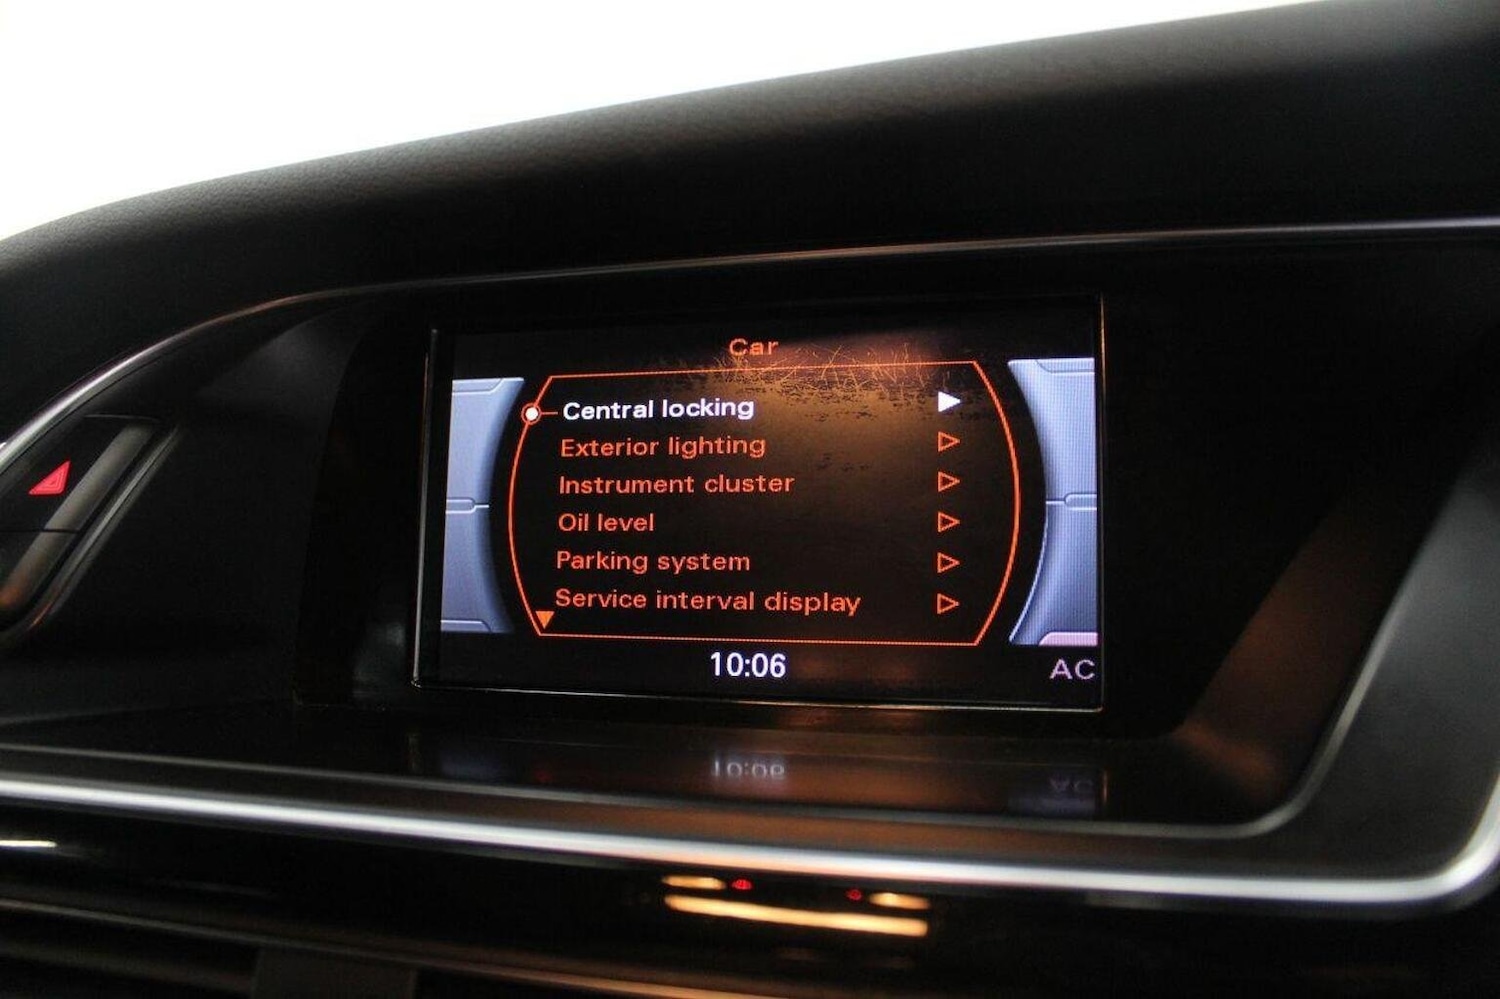 Car
Central locking
Exterior lighting
Instrument cluster
Oil level
Parking system
Service interval display
10:06
AC